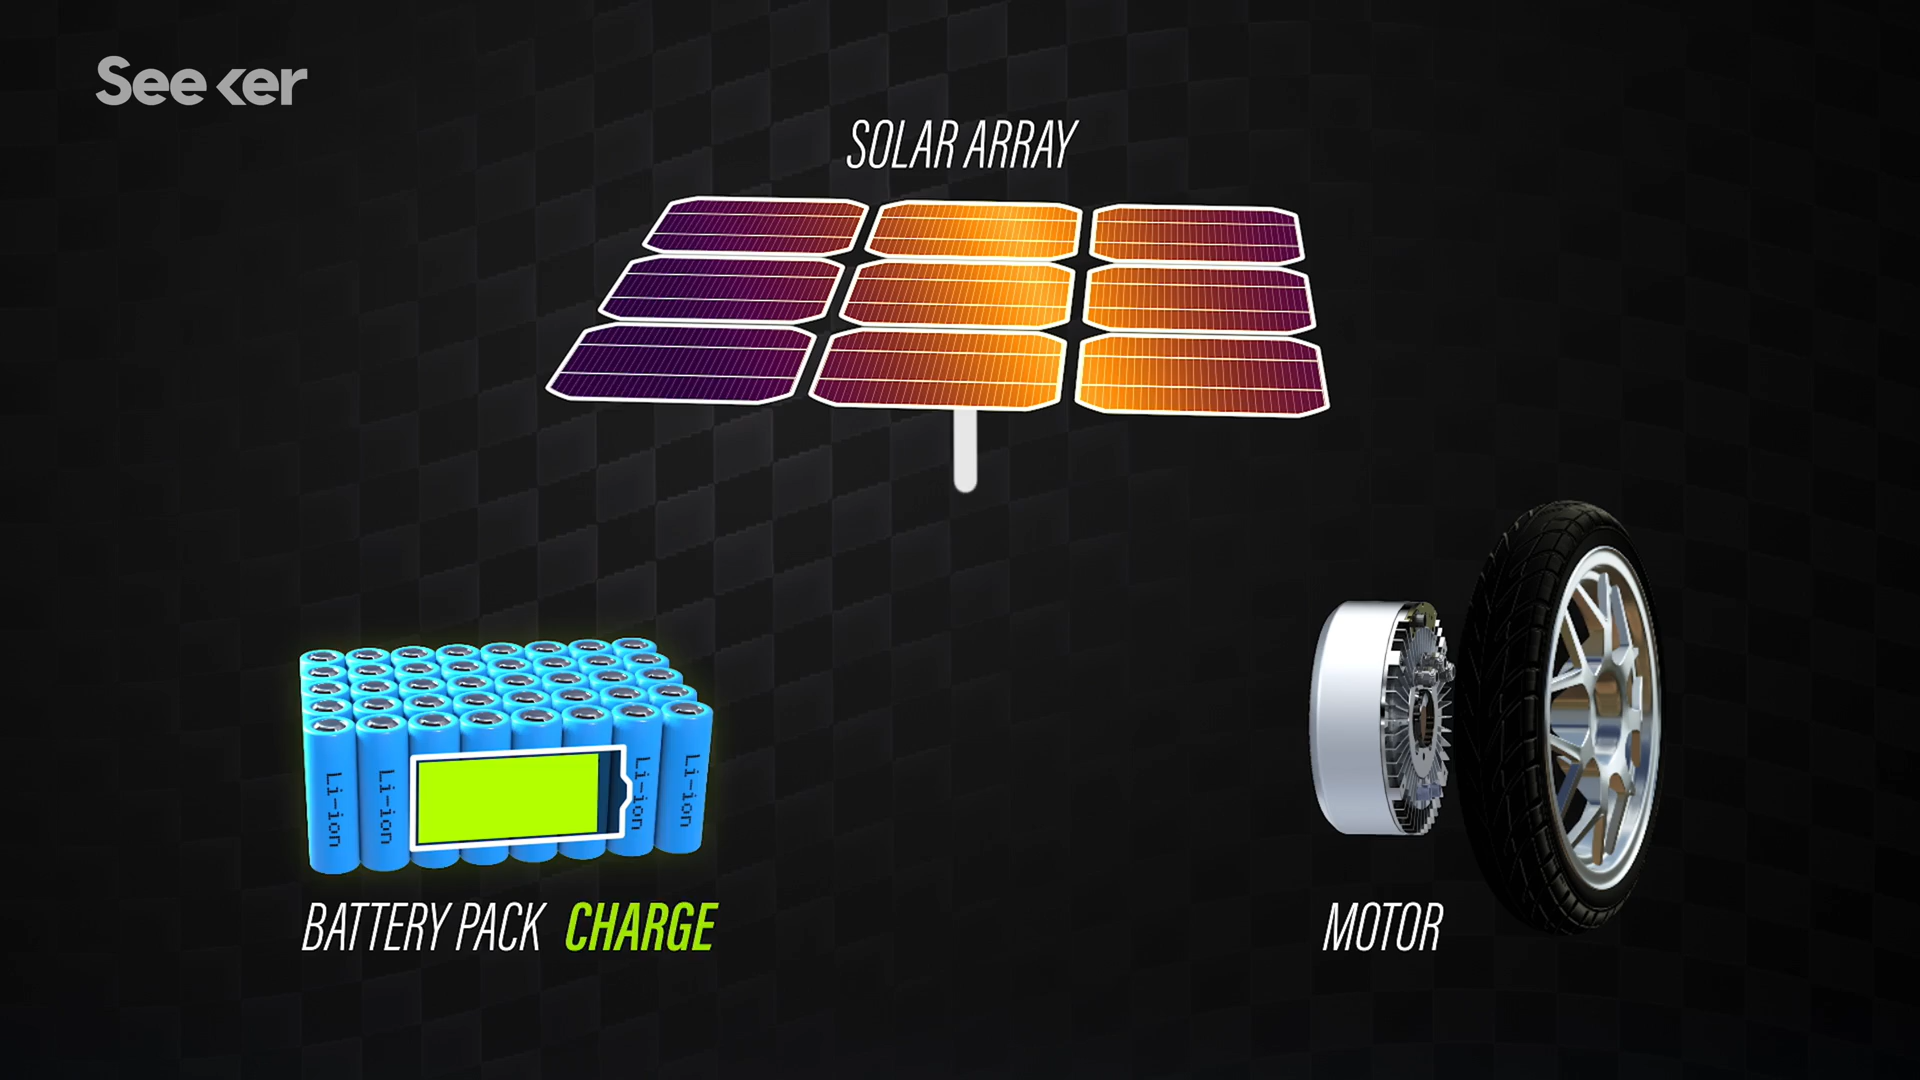 Seeker
SOLAR ARRAY
Li-ion
Li-ion
Li-ion
Li-ion
BATTERY PACK CHARGE
MOTOR